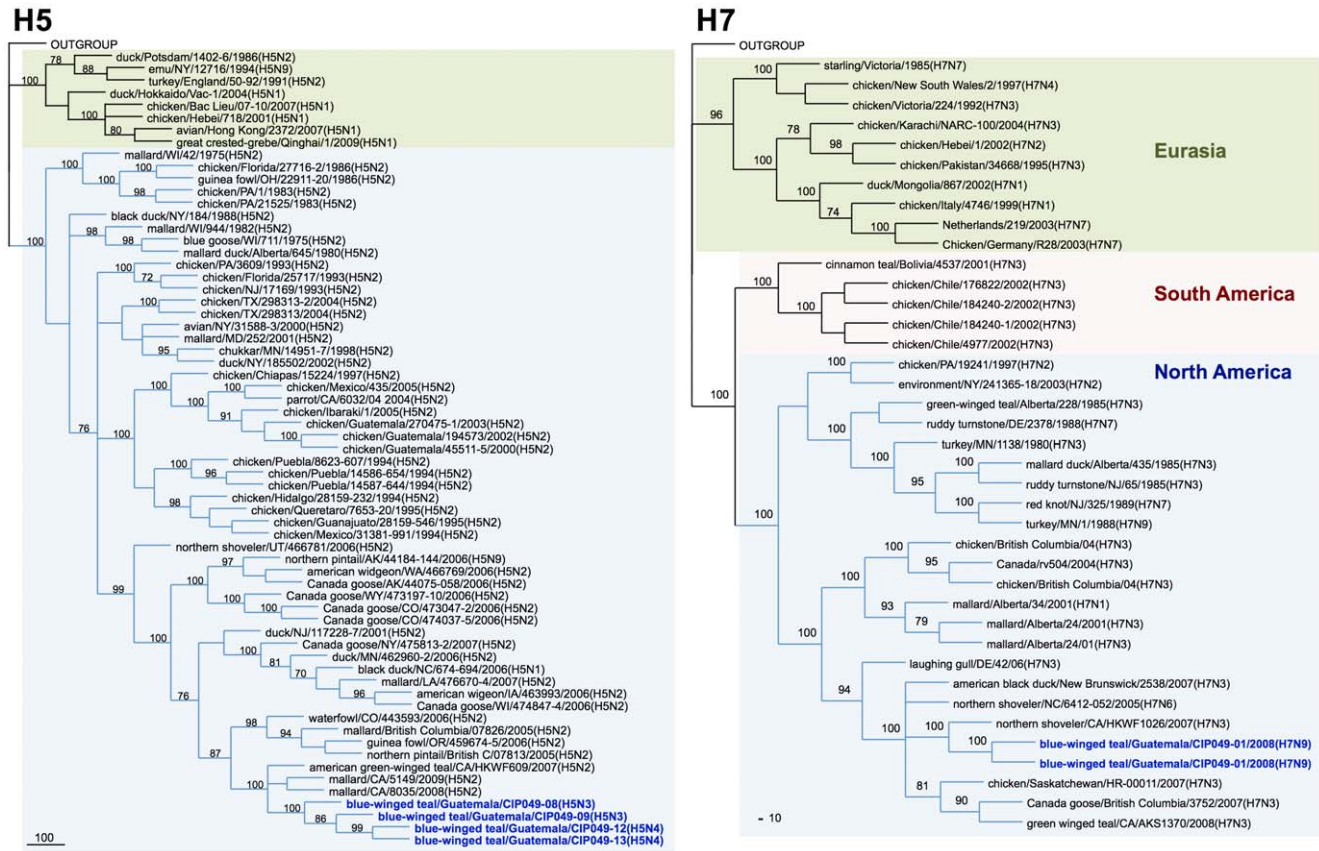 H5
OUTGROUP
duck/Potsdam/1402-6/1986(H5N2)
78
emu/NY/12716/1994(H5N9)
88
100
turkey/England/50-92/1991(H5N2)
duck/Hokkaido/Vac-1/2004(H5N1)
chicken/Bac Lieu/07-10/2007(H5N1)
100
chicken/Hebei/718/2001(H5N1)
80
avian/Hong Kong/2372/2007(H5N1)
great crested-grebe/Qinghai/1/2009(H5N1)
mallard/WI/42/1975(H5N2)
100
100
chicken/Florida/27716-2/1986(H5N2)
100
guinea fowl/OH/22911-20/1986(H5N2)
98
chicken/PA/1/1983(H5N2)
chicken/PA/21525/1983(H5N2)
black duck/NY/184/1988(H5N2)
100
98
mallard/WI/944/1982(H5N2)
98
blue goose/WI/711/1975(H5N2)
mallard duck/Alberta/645/1980(H5N2)
100
chicken/PA/3609/1993(H5N2)
72
chicken/Florida/25717/1993(H5N2)
chicken/NJ/17169/1993(H5N2)
100
chicken/TX/298313-2/2004(H5N2)
chicken/TX/298313/2004(H5N2)
avian/NY/31588-3/2000(H5N2)
mallard/MD/252/2001(H5N2)
95
chukkar/MN/14951-7/1998(H5N2)
duck/NY/185502/2002(H5N2)
chicken/Chiapas/15224/1997(H5N2)
100
100
chicken/Mexico/435/2005(H5N2)
parrot/CA/6032/04 2004(H5N2)
100
chicken/Ibaraki/1/2005(H5N2)
91
chicken/Guatemala/270475-1/2003(H5N2)
76
100
100
chicken/Guatemala/194573/2002(H5N2)
chicken/Guatemala/45511-5/2000(H5N2)
100
chicken/Puebla/8623-607/1994(H5N2)
96
chicken/Puebla/14586-654/1994(H5N2)
chicken/Puebla/14587-644/1994(H5N2)
98
chicken/Hidalgo/28159-232/1994(H5N2)
chicken/Queretaro/7653-20/1995(H5N2)
chicken/Guanajuato/28159-546/1995(H5N2)
chicken/Mexico/31381-991/1994(H5N2)
northern shoveler/UT/466781/2006(H5N2)
97
northern pintail/AK/44184-144/2006(H5N9)
american widgeon/WA/466769/2006(H5N2)
99
100
Canada goose/AK/44075-058/2006(H5N2)
100
Canada goose/WY/473197-10/2006(H5N2)
100
Canada goose/CO/473047-2/2006(H5N2)
Canada goose/CO/474037-5/2006(H5N2)
100
duck/NJ/117228-7/2001(H5N2)
100
Canada goose/NY/475813-2/2007(H5N2)
81
duck/MN/462960-2/2006(H5N2)
70
black duck/NC/674-694/2006(H5N1)
mallard/LA/476670-4/2007(H5N2)
76
96
american wigeon/IA/463993/2006(H5N2)
Canada goose/WI/474847-4/2006(H5N2)
98
waterfowl/CO/443593/2006(H5N2)
94
mallard/British Columbia/07826/2005(H5N2)
guinea fowl/OR/459674-5/2006(H5N2)
87
northern pintail/British C/07813/2005(H5N2)
american green-winged teal/CA/HKWF609/2007(H5N2)
100
mallard/CA/5149/2009(H5N2)
mallard/CA/8035/2008(H5N2)
100
blue-winged teal/Guatemala/CIP049-08(H5N3)
86
blue-winged teal/Guatemala/CIP049-09(H5N3)
99
blue-winged teal/Guatemala/CIP049-12(H5N4)
blue-winged teal/Guatemala/CIP049-13(H5N4)
100
H7
OUTGROUP
starling/Victoria/1985(H7N7)
100
chicken/New South Wales/2/1997(H7N4)
chicken/Victoria/224/1992(H7N3)
96
78
chicken/Karachi/NARC-100/2004(H7N3)
98
chicken/Hebei/1/2002(H7N2)
Eurasia
100
chicken/Pakistan/34668/1995(H7N3)
duck/Mongolia/867/2002(H7N1)
100
chicken/Italy/4746/1999(H7N1)
74
Netherlands/219/2003(H7N7)
100
Chicken/Germany/R28/2003(H7N7)
cinnamon teal/Bolivia/4537/2001(H7N3)
100
chicken/Chile/176822/2002(H7N3)
South America
chicken/Chile/184240-2/2002(H7N3)
100
chicken/Chile/184240-1/2002(H7N3)
chicken/Chile/4977/2002(H7N3)
100
chicken/PA/19241/1997(H7N2)
North America
environment/NY/241365-18/2003(H7N2)
100
green-winged teal/Alberta/228/1985(H7N3)
100
ruddy turnstone/DE/2378/1988(H7N7)
turkey/MN/1138/1980(H7N3)
100
100
mallard duck/Alberta/435/1985(H7N3)
95
ruddy turnstone/NJ/65/1985(H7N3)
100
red knot/NJ/325/1989(H7N7)
turkey/MN/1/1988(H7N9)
100
100
chicken/British Columbia/04(H7N3)
95
Canada/rv504/2004(H7N3)
100
chicken/British Columbia/04(H7N3)
93
mallard/Alberta/34/2001(H7N1)
79
mallard/Alberta/24/2001(H7N3)
100
mallard/Alberta/24/01(H7N3)
laughing gull/DE/42/06(H7N3)
94
american black duck/New Brunswick/2538/2007(H7N3)
northern shoveler/NC/6412-052/2005(H7N6)
100
100
northern shoveler/CA/HKWF1026/2007(H7N3)
100
blue-winged teal/Guatemala/CIP049-01/2008(H7N9)
blue-winged teal/Guatemala/CIP049-01/2008(H7N9)
81
chicken/Saskatchewan/HR-00011/2007(H7N3)
90
Canada goose/British Columbia/3752/2007(H7N3)
green winged teal/CA/AKS1370/2008(H7N3)
10